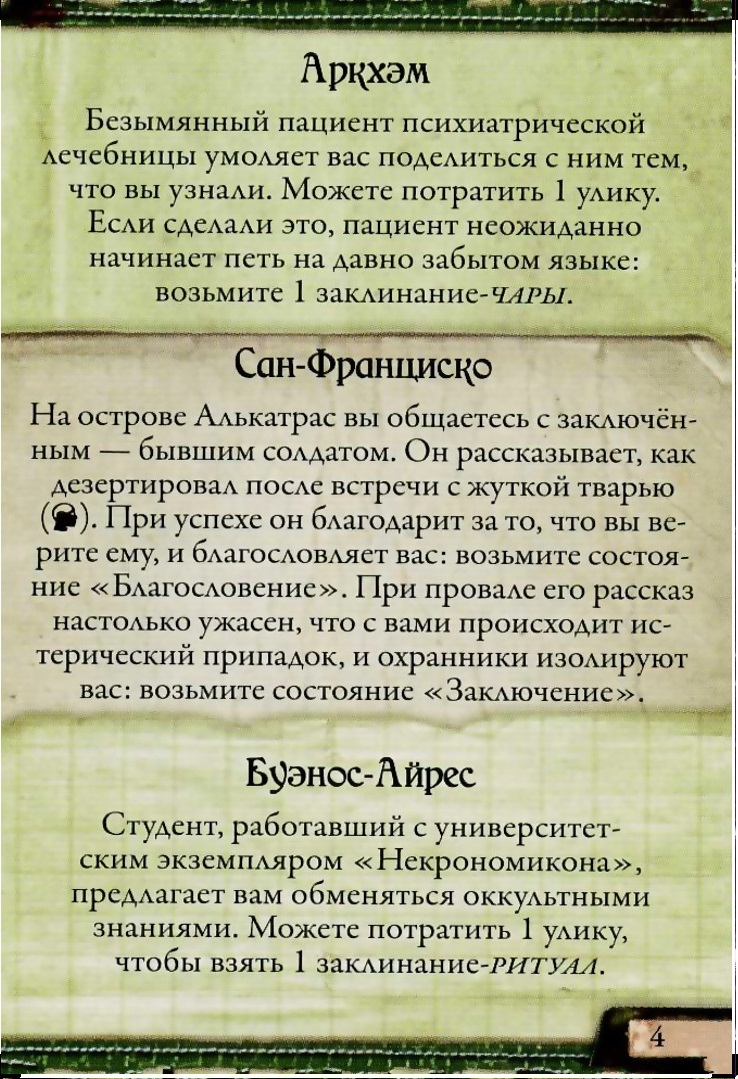 Аркхэм
Безымянный пациент психиатрической
лечебницы умоляет вас поделиться с ним тем,
что вы узнали. Можете потратить 1 улику.
Если сделали это, пациент неожиданно
начинает петь на давно забытом языке:
возьмите 1 заклинание-ЧАРЫ.
Сан-Франциско
На острове Алькатрас вы общаетесь с заключён-
ным — бывшим солдатом. Он рассказывает, как
дезертировал после встречи с жуткой тварью
(). При успехе он благодарит за то, что вы ве-
рите ему, и благословляет вас: возьмите состоя-
ние «Благословение». При провале его рассказ
настолько ужасен, что с вами происходит ис-
терический припадок, и охранники изолируют
вас: возьмите состояние «Заключение».
Буэнос-Айрес
Студент, работавший с университет-
ским экземпляром «Некрономикона»,
предлагает вам обменяться оккультными
знаниями. Можете потратить 1 улику,
чтобы взять 1 заклинание-РИТУАЛ.
4